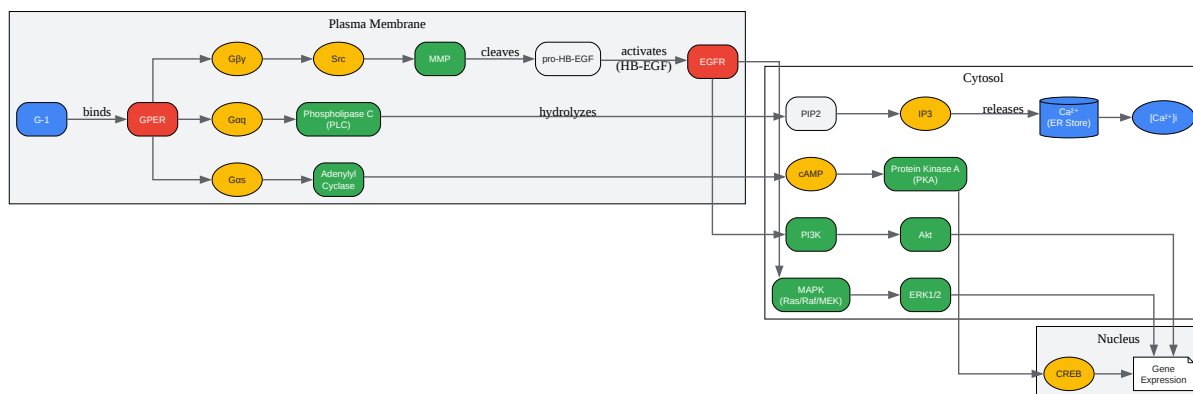 Plasma Membrane
Gβγ
Src
MMP
cleaves
pro-HB-EGF
activates
(HB-EGF)
EGFR
G-1
binds
GPER
Gαq
Phospholipase C
(PLC)
hydrolyzes
Gαs
Adenylyl
Cyclase
Cytosol
PIP2
IP3
releases
Ca²⁺
(ER Store)
[Ca²⁺]i
cAMP
Protein Kinase A
(PKA)
PI3K
Akt
MAPK
(Ras/Raf/MEK)
ERK1/2
Nucleus
CREB
Gene
Expression